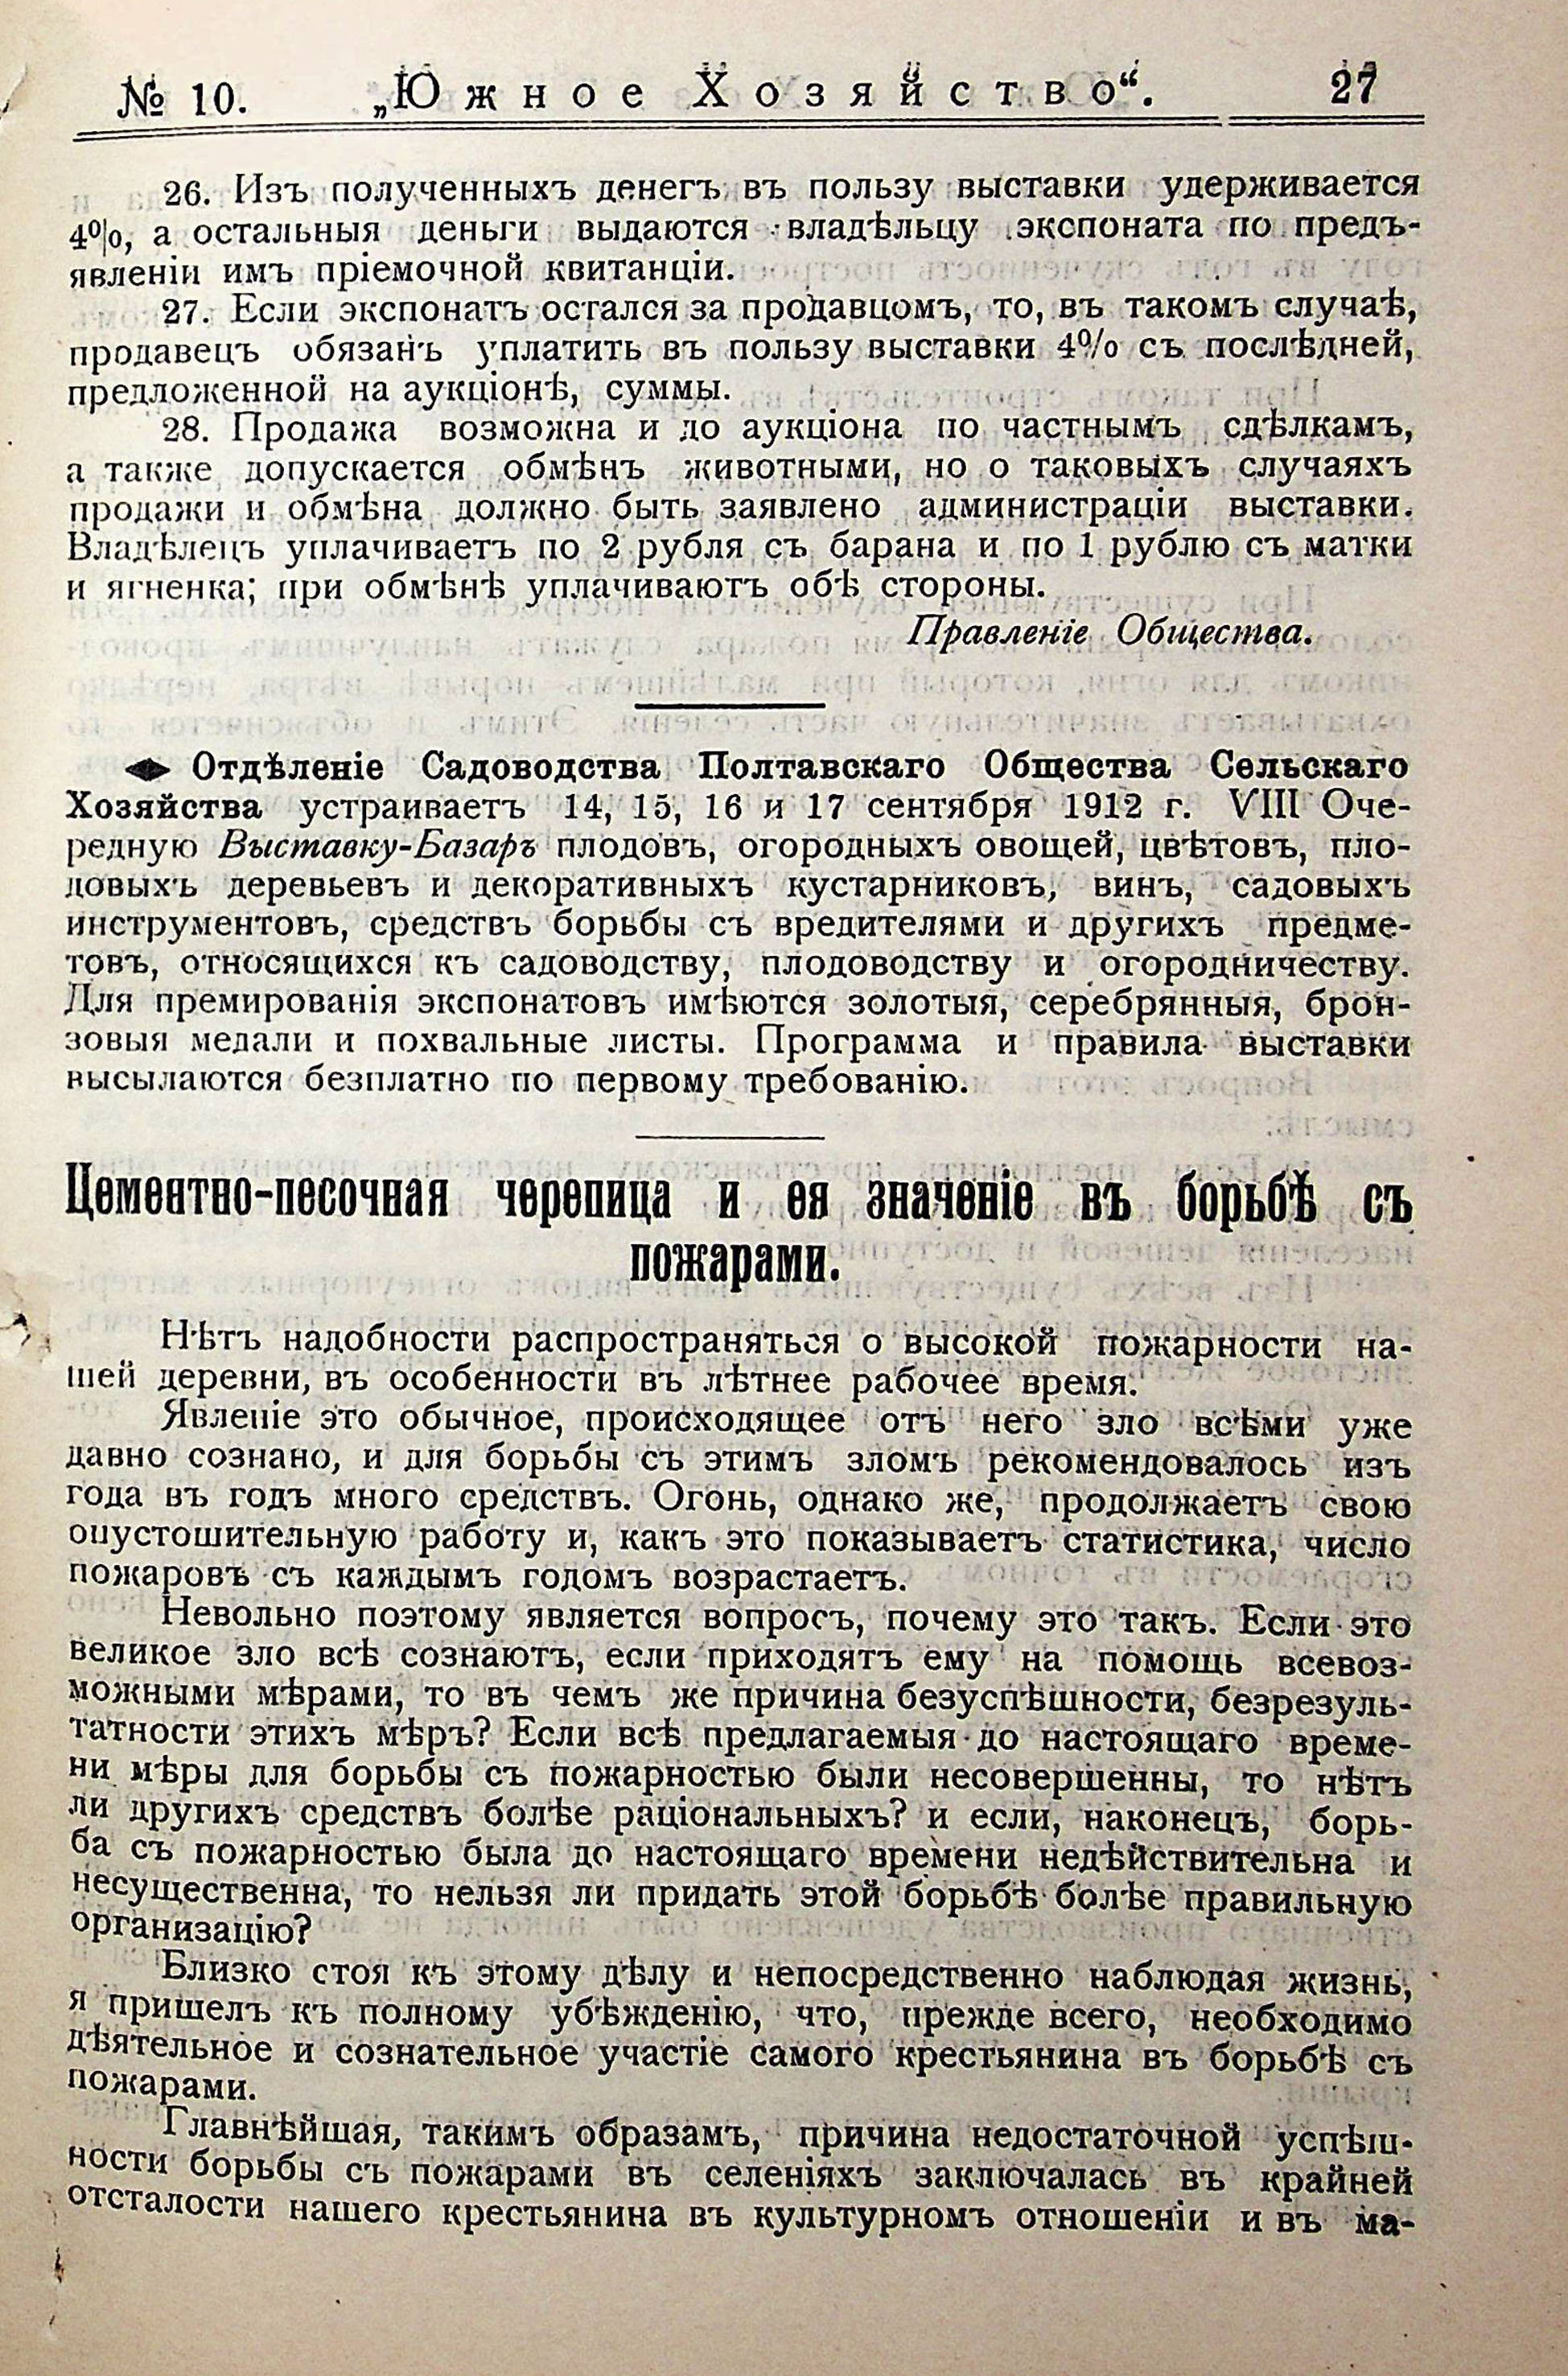 № 10. „Южное Хозяйство“. 27
26. Изъ полученныхъ денегъ въ пользу выставки удерживается
4%, а остальныя деньги выдаются владѣльцу экспоната по предъ-
явленіи имъ пріемочной квитанціи.
27. Если экспонатъ остался за продавцомъ, то, въ такомъ случаѣ,
продавецъ обязанъ уплатить въ пользу выставки 4% съ послѣдней,
предложенной на аукціонѣ, суммы.
28. Продажа возможна и до аукціона по частнымъ сдѣлкамъ,
а также допускается обмѣнъ животными, но о таковыхъ случаяхъ
продажи и обмѣна должно быть заявлено администраціи выставки.
Владѣлецъ уплачиваетъ по 2 рубля съ барана и по 1 рублю съ матки
и ягненка; при обмѣнѣ уплачиваютъ обѣ стороны.
Правленіе Общества.
Отдѣленіе Садоводства Полтавскаго Общества Сельскаго
Хозяйства устраиваетъ 14, 15, 16 и 17 сентября 1912 г. VIII Оче-
редную Выставку-Базаръ плодовъ, огородныхъ овощей, цвѣтовъ, пло-
довыхъ деревьевъ и декоративныхъ кустарниковъ, винъ, садовыхъ
инструментовъ, средствъ борьбы съ вредителями и другихъ предме-
товъ, относящихся къ садоводству, плодоводству и огородничеству.
Для премированія экспонатовъ имѣются золотыя, серебрянныя, брон-
зовыя медали и похвальные листы. Программа и правила выставки
высылаются безплатно по первому требованію.
Цементно-песочная черепица и ея значеніе въ борьбѣ съ
пожарами.
Нѣтъ надобности распространяться о высокой пожарности на-
шей деревни, въ особенности въ лѣтнее рабочее время.
Явленіе это обычное, происходящее отъ него зло всѣми уже
давно сознано, и для борьбы съ этимъ зломъ рекомендовалось изъ
года въ годъ много средствъ. Огонь, однако же, продолжаетъ свою
опустошительную работу и, какъ это показываетъ статистика, число
пожаровъ съ каждымъ годомъ возрастаетъ.
Невольно поэтому является вопросъ, почему это такъ. Если это
великое зло всѣ сознаютъ, если приходятъ ему на помощь всевоз-
можными мѣрами, то въ чемъ же причина безуспѣшности, безрезуль-
татности этихъ мѣръ? Если всѣ предлагаемыя до настоящаго време-
ни мѣры для борьбы съ пожарностью были несовершенны, то нѣтъ
ли другихъ средствъ болѣе раціональныхъ? и если, наконецъ, борь-
ба съ пожарностью была до настоящаго времени недѣйствительна и
несущественна, то нельзя ли придать этой борьбѣ болѣе правильную
организацію?
Близко стоя къ этому дѣлу и непосредственно наблюдая жизнь,
я пришелъ къ полному убѣжденію, что, прежде всего, необходимо
дѣятельное и сознательное участіе самого крестьянина въ борьбѣ съ
пожарами.
Главнѣйшая, такимъ образамъ, причина недостаточной успѣш-
ности борьбы съ пожарами въ селеніяхъ заключалась въ крайней
отсталости нашего крестьянина въ культурномъ отношеніи и въ ма-